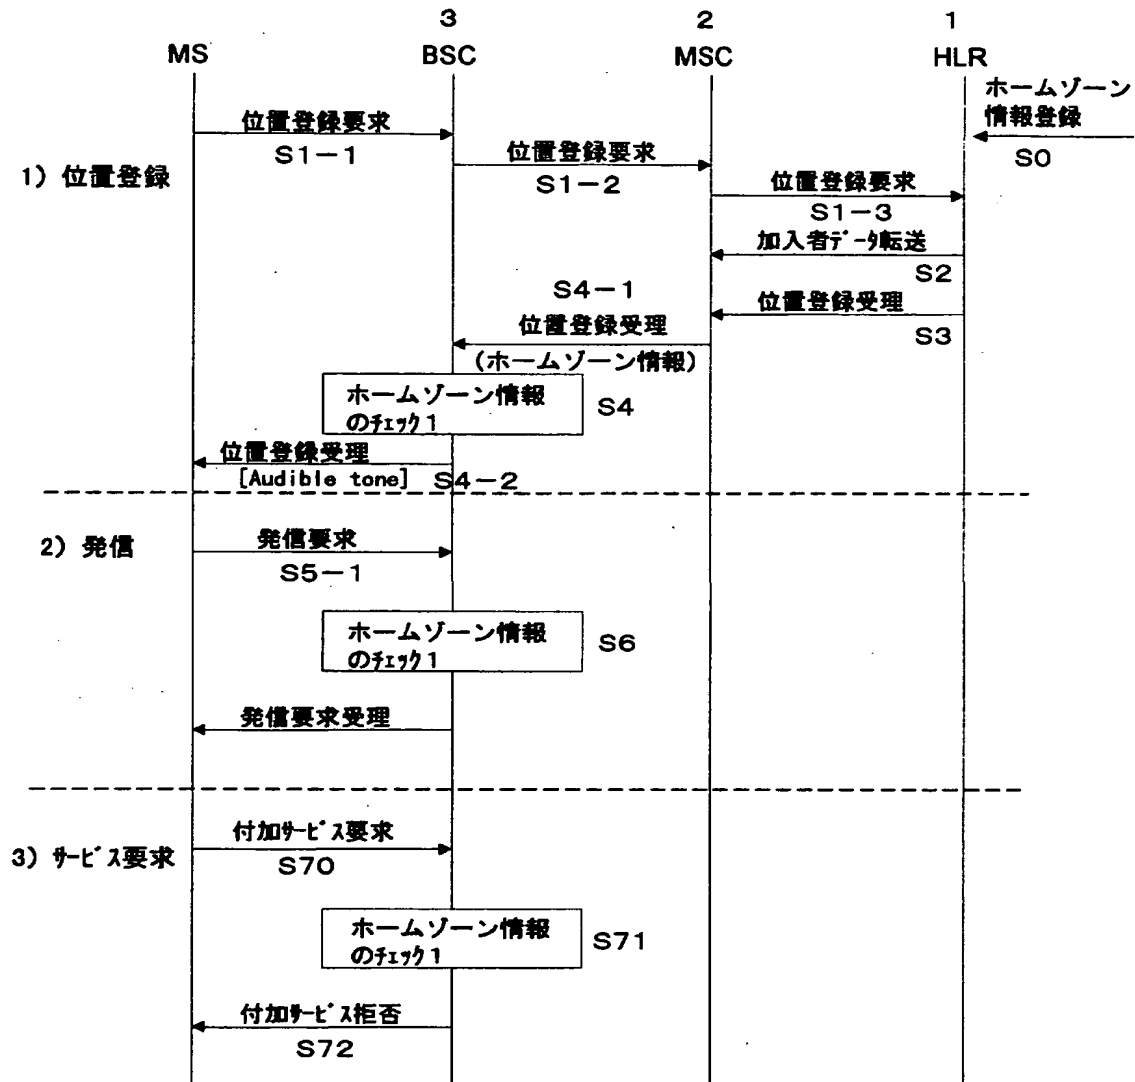 3
2
1
MS
BSC
MSC
HLR
ホームゾーン
情報登録
S0
位置登録要求
S1-1
1) 位置登録
位置登録要求
S1-2
位置登録要求
S1-3
加入者データ転送
S2
S4-1
位置登録受理
S3
位置登録受理
(ホームゾーン情報)
ホームゾーン情報
のチェック1
S4
位置登録受理
[Audible tone]
S4-2
2) 発信
発信要求
S5-1
ホームゾーン情報
のチェック1
S6
発信要求受理
付加サービス要求
3) サービス要求
S70
ホームゾーン情報
のチェック1
S71
付加サービス拒否
S72